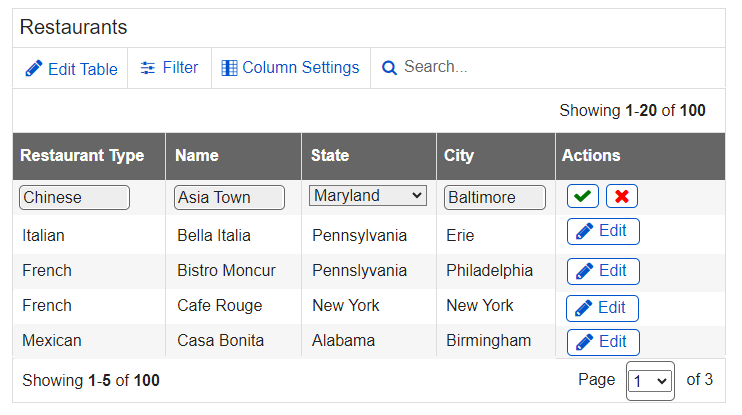 Restaurants
Edit Table Filter Column Settings Search...
Showing 1-20 of 100
Restaurant Type Name State City Actions
Chinese Asia Town Maryland Baltimore
Italian Bella Italia Pennsylvania Erie Edit
French Bistro Moncur Pennslyvania Philadelphia Edit
French Cafe Rouge New York New York Edit
Mexican Casa Bonita Alabama Birmingham Edit
Showing 1-5 of 100 Page 1 of 3